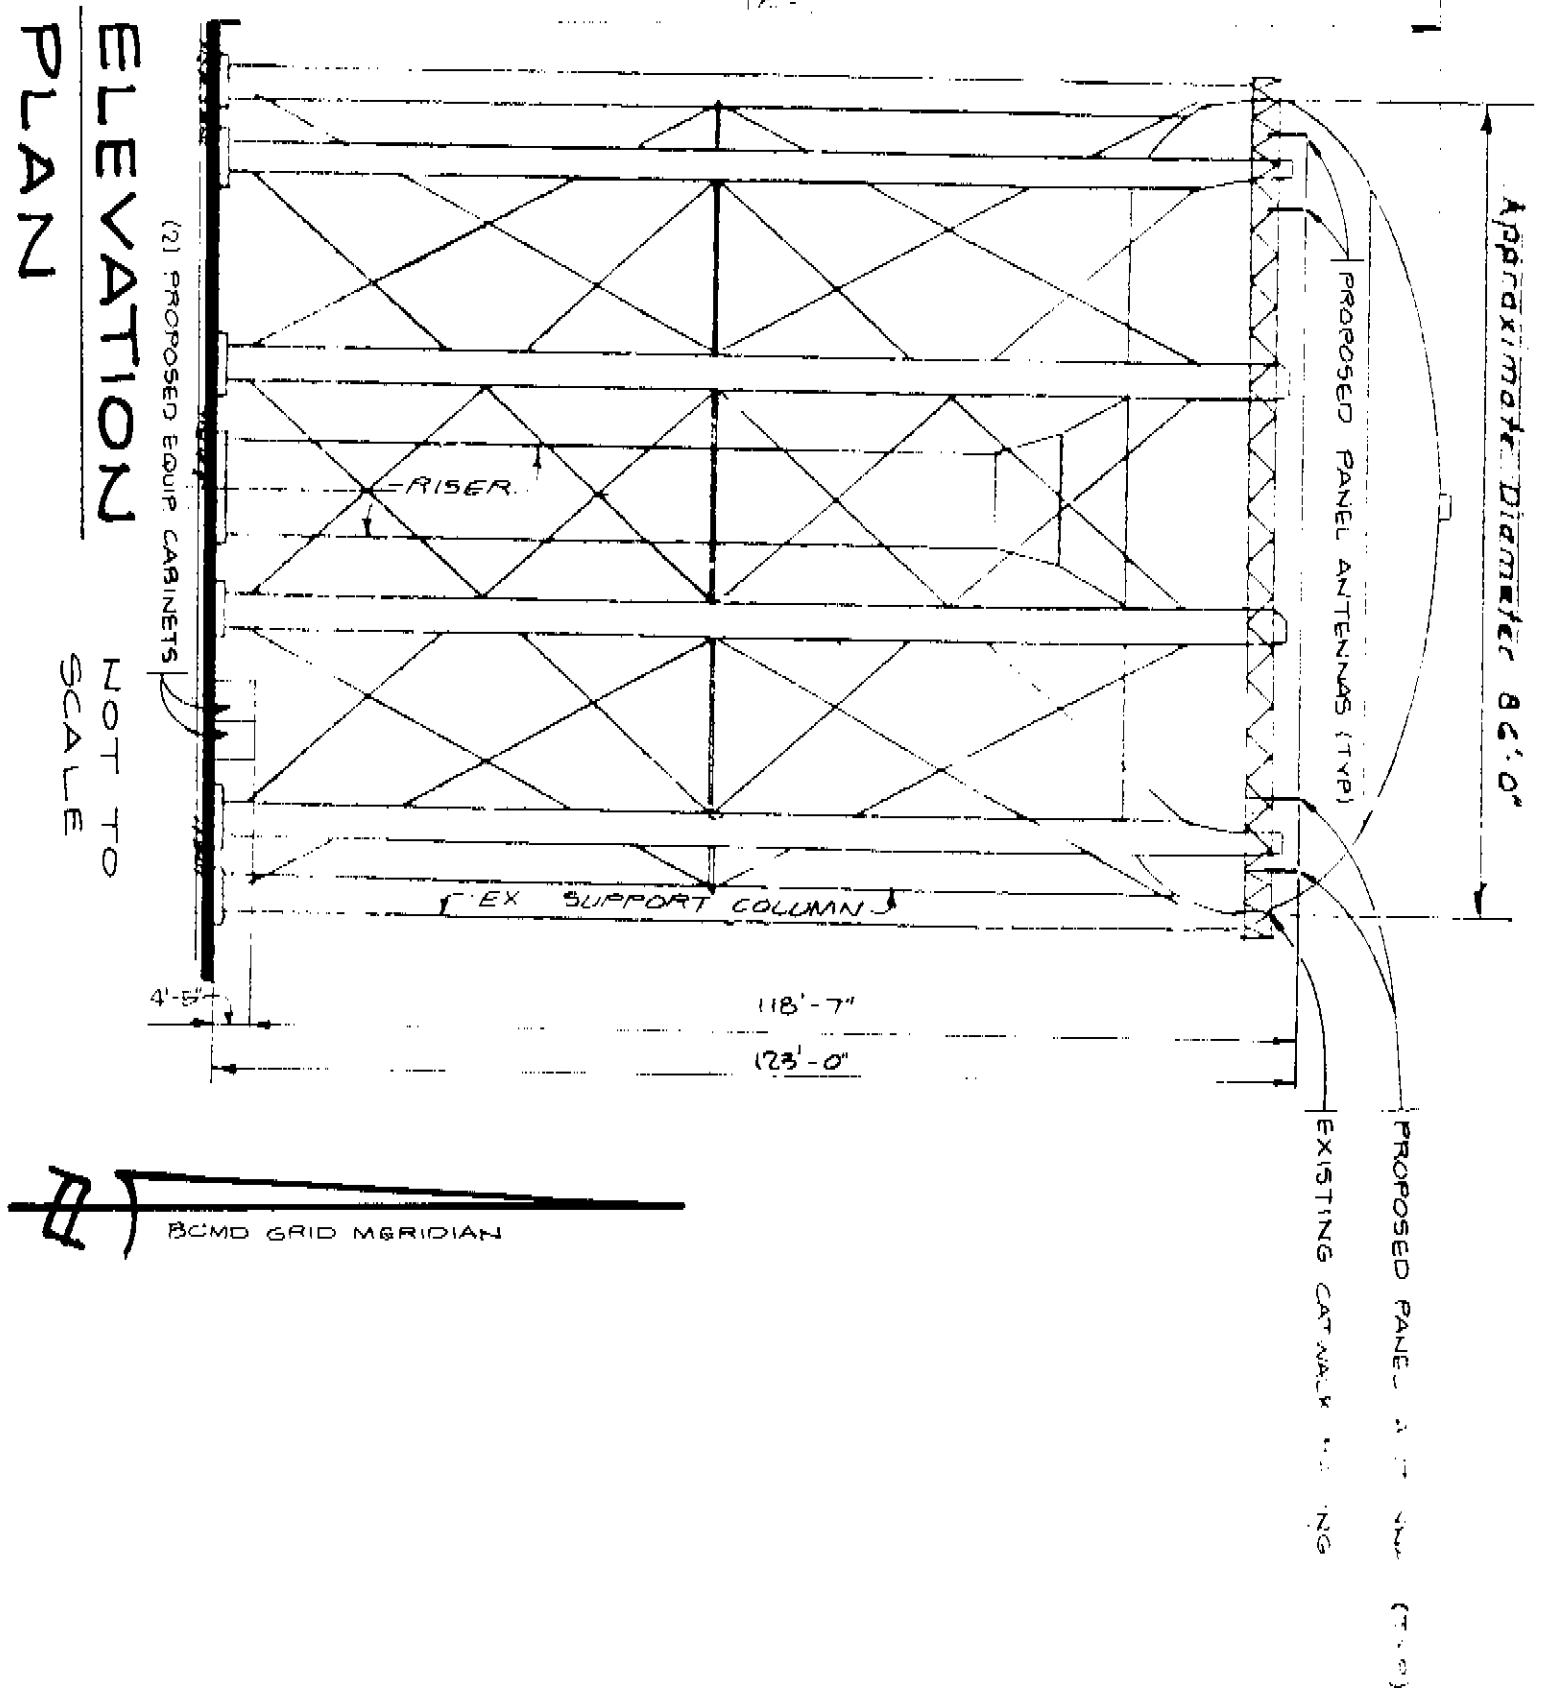 Approximate Diameter 86'-0"
PROPOSED PANEL
EXISTING CATWALK
PROPOSED PANEL ANTENNAS (TYP)
118'-7"
123'-0"
4'-5"
RISER
EX SUPPORT COLUMN
(2) PROPOSED EQUIP CABINETS
ELEVATION
PLAN
NOT TO
SCALE
BCMD GRID MERIDIAN